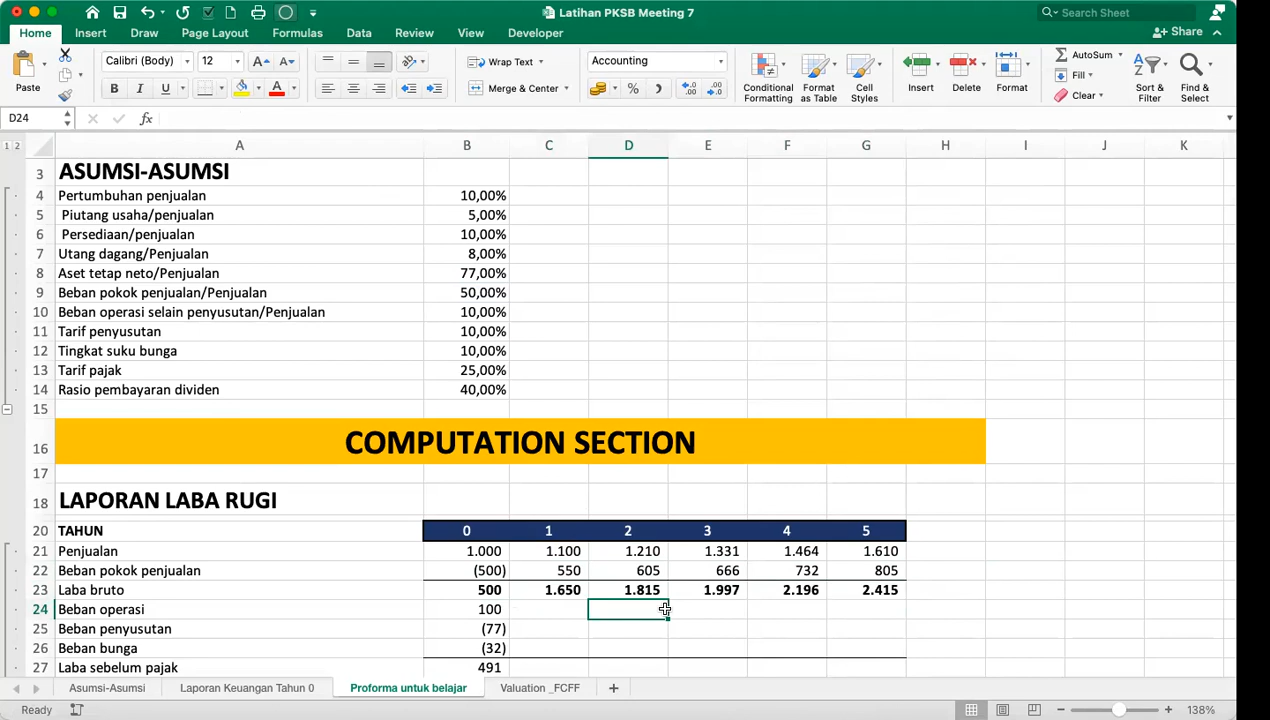 Latihan PKSB Meeting 7
Search Sheet
Home Insert Draw Page Layout Formulas Data Review View Developer
Share
Paste
Calibri (Body) 12
B I U
A
Wrap Text
Merge & Center
Accounting
%
Conditional Formatting
Format as Table
Cell Styles
Insert
Delete
Format
AutoSum
Fill
Clear
Sort & Filter
Find & Select
D24 fx
1 2
A B C D E F G H I J K
3 ASUMSI-ASUMSI
4 Pertumbuhan penjualan 10,00%
5 Piutang usaha/penjualan 5,00%
6 Persediaan/penjualan 10,00%
7 Utang dagang/Penjualan 8,00%
8 Aset tetap neto/Penjualan 77,00%
9 Beban pokok penjualan/Penjualan 50,00%
10 Beban operasi selain penyusutan/Penjualan 10,00%
11 Tarif penyusutan 10,00%
12 Tingkat suku bunga 10,00%
13 Tarif pajak 25,00%
14 Rasio pembayaran dividen 40,00%
15
16 COMPUTATION SECTION
17
18 LAPORAN LABA RUGI
20 TAHUN 0 1 2 3 4 5
21 Penjualan 1.000 1.100 1.210 1.331 1.464 1.610
22 Beban pokok penjualan (500) 550 605 666 732 805
23 Laba bruto 500 1.650 1.815 1.997 2.196 2.415
24 Beban operasi 100
25 Beban penyusutan (77)
26 Beban bunga (32)
27 Laba sebelum pajak 491
Asumsi-Asumsi Laporan Keuangan Tahun 0 Proforma untuk belajar Valuation _FCFF
Ready 138%